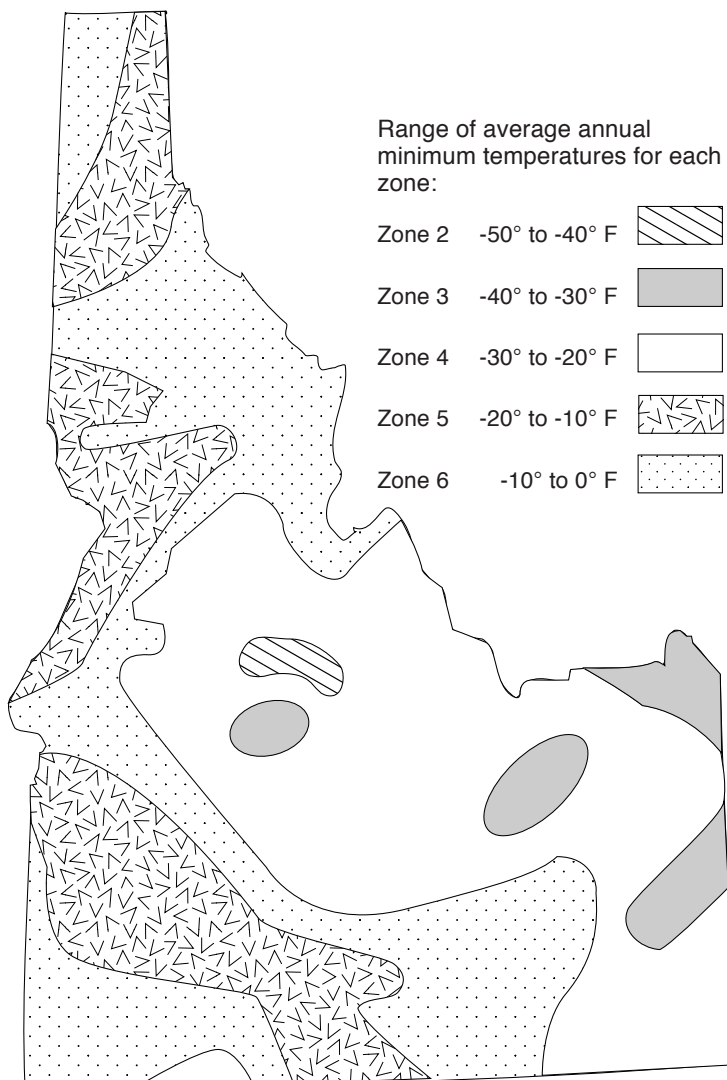 Range of average annual
minimum temperatures for each
zone:
Zone 2 -50° to -40° F
Zone 3 -40° to -30° F
Zone 4 -30° to -20° F
Zone 5 -20° to -10° F
Zone 6 -10° to 0° F